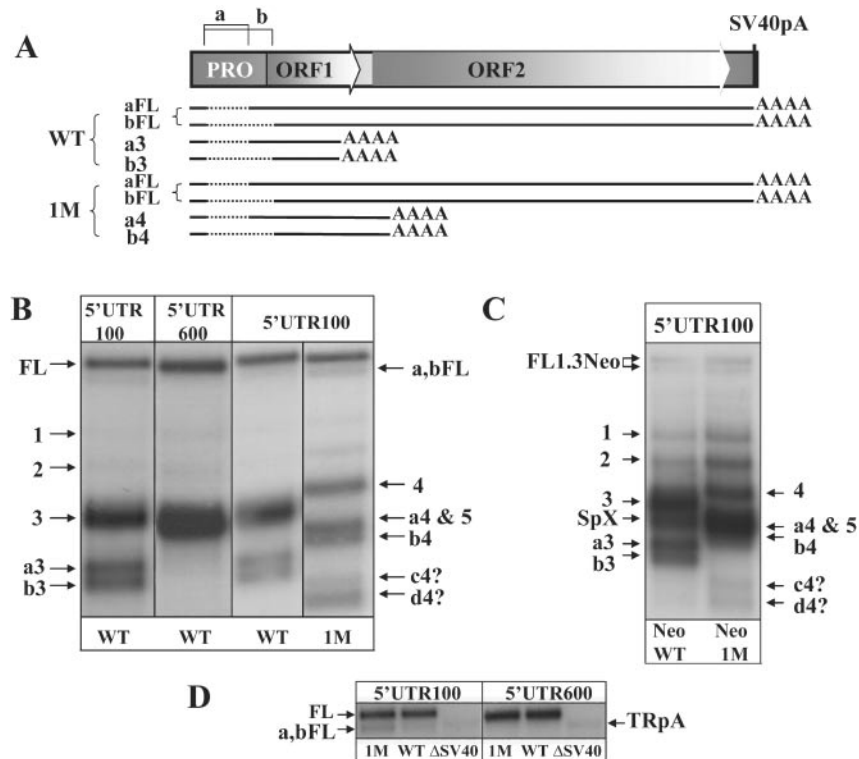 A
a
b
SV40pA
PRO
ORF1
ORF2
WT
aFL
AAAA
bFL
AAAA
a3
AAAA
b3
AAAA
1M
aFL
AAAA
bFL
AAAA
a4
AAAA
b4
AAAA
B
5'UTR
100
5'UTR
600
5'UTR100
FL
1
2
3
a3
b3
a,bFL
4
a4 & 5
b4
c4?
d4?
WT
WT
WT
1M
C
5'UTR100
FL1.3Neo
1
2
3
SpX
a3
b3
4
a4 & 5
b4
c4?
d4?
Neo
WT
Neo
1M
D
5'UTR100
5'UTR600
FL
a,bFL
TRpA
1M WT ΔSV40
1M WT ΔSV40